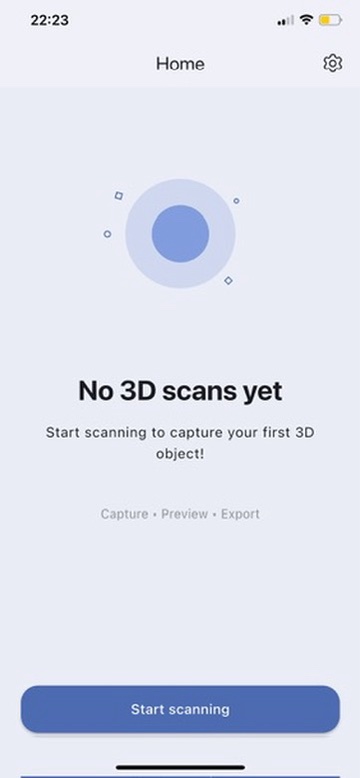 22:23
Home
No 3D scans yet
Start scanning to capture your first 3D
object!
Capture • Preview • Export
Start scanning